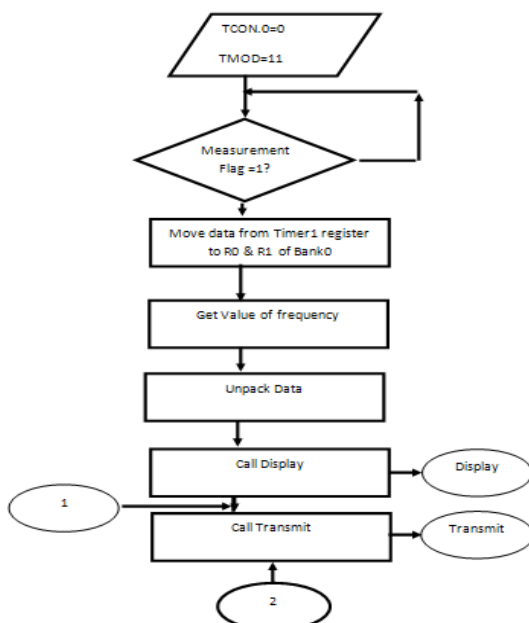 TCON.0=0
TMOD=11
Measurement
Flag =1?
Move data from Timer1 register
to R0 & R1 of Bank0
Get Value of frequency
Unpack Data
Call Display
Display
1
Call Transmit
Transmit
2